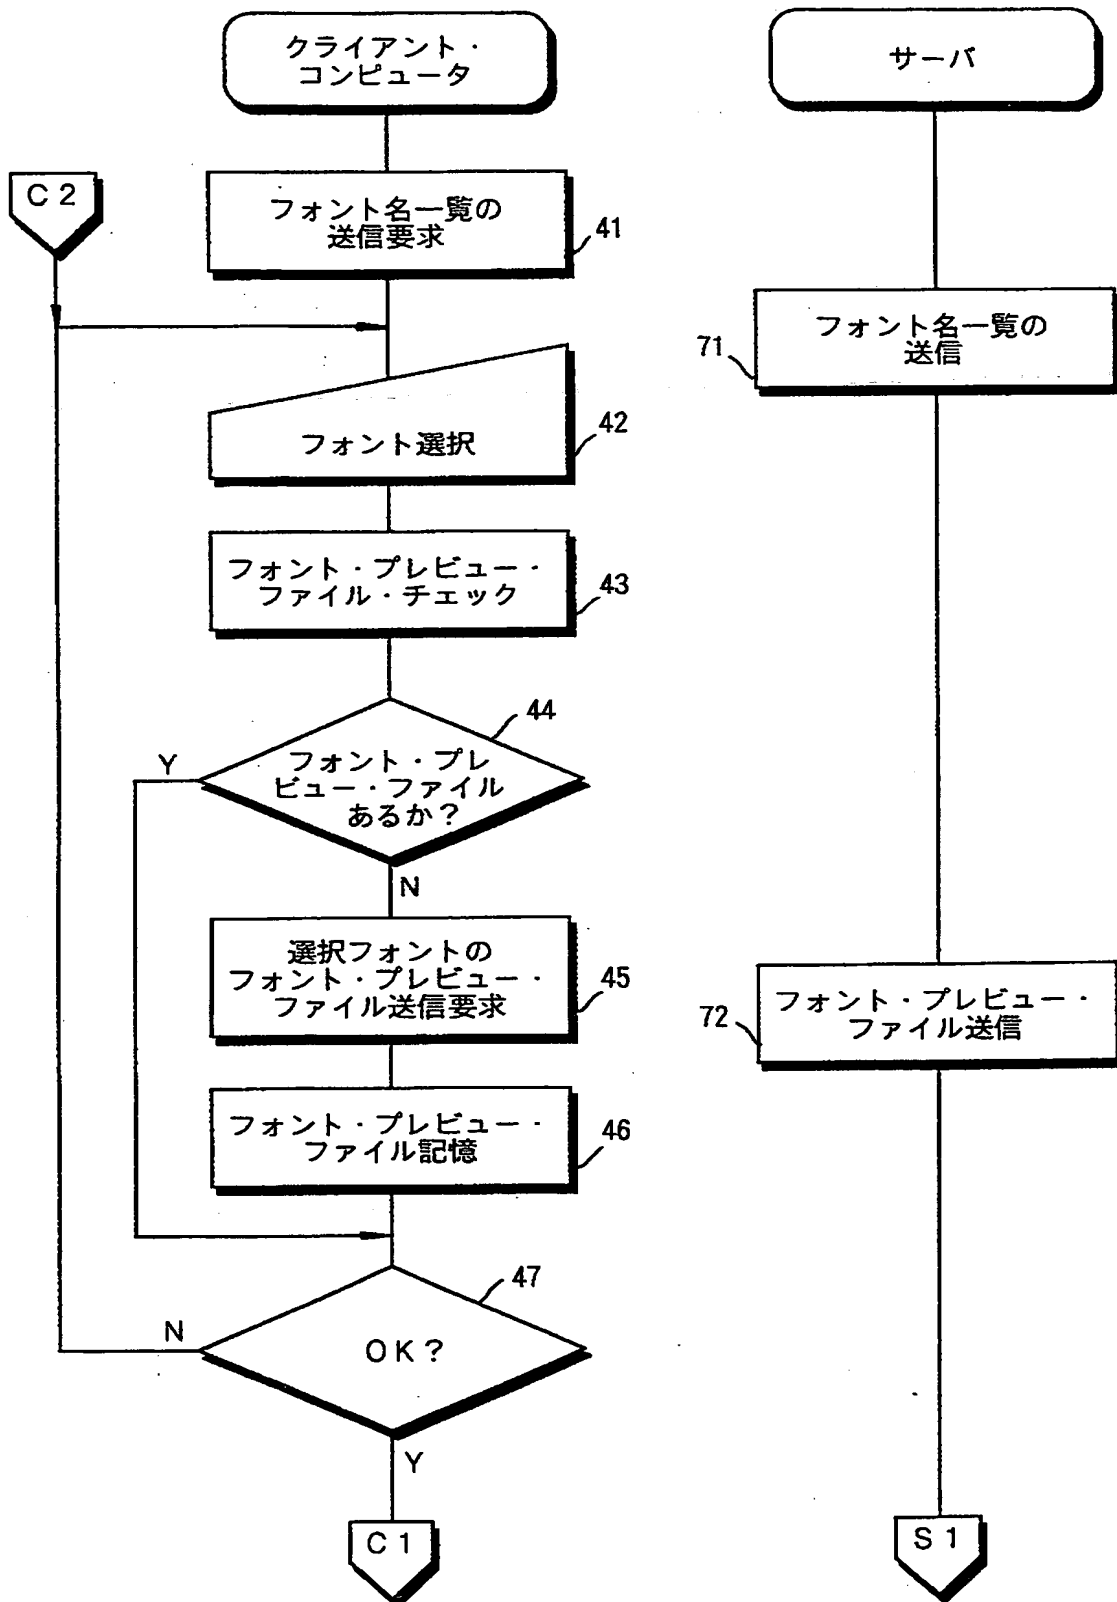 クライアント・
コンピュータ
サーバ
C 2
フォント名一覧の
送信要求
41
フォント名一覧の
送信
71
フォント選択
42
フォント・プレビュー・
ファイル・チェック
43
44
フォント・プレ
ビュー・ファイル
あるか?
Y
N
選択フォントの
フォント・プレビュー・
ファイル送信要求
45
フォント・プレビュー・
ファイル送信
72
フォント・プレビュー・
ファイル記憶
46
47
OK?
N
Y
C 1
S 1